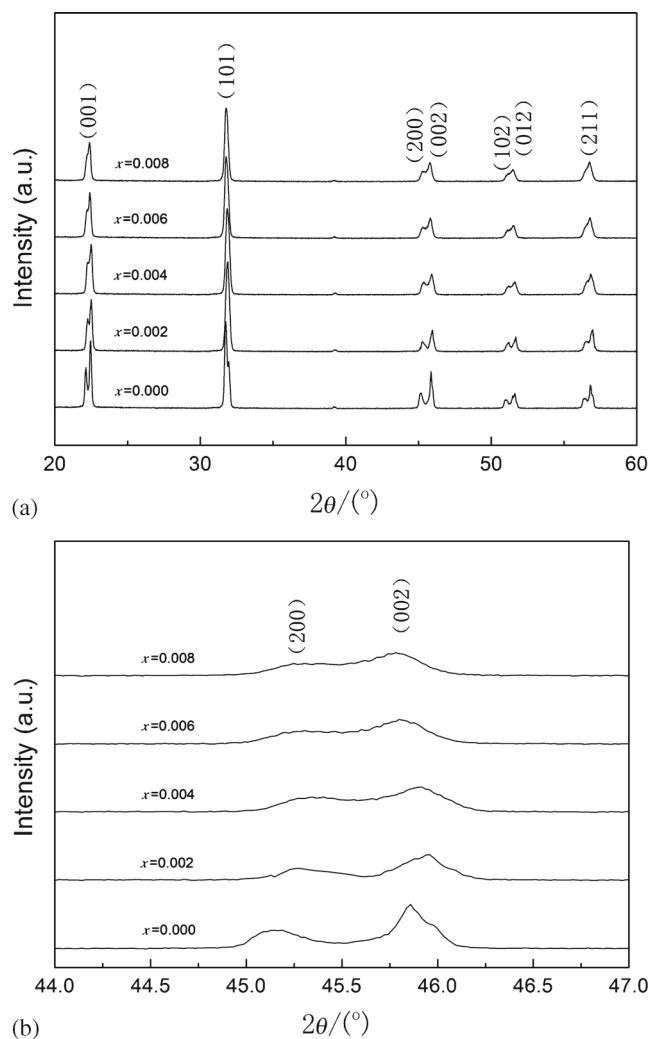 (001)
(101)
(200)
(002)
(102)
(012)
(211)
Intensity (a.u.)
x=0.008
x=0.006
x=0.004
x=0.002
x=0.000
20 30 40 50 60
(a)
2θ/(°)
(200)
(002)
Intensity (a.u.)
x=0.008
x=0.006
x=0.004
x=0.002
x=0.000
44.0 44.5 45.0 45.5 46.0 46.5 47.0
(b)
2θ/(°)